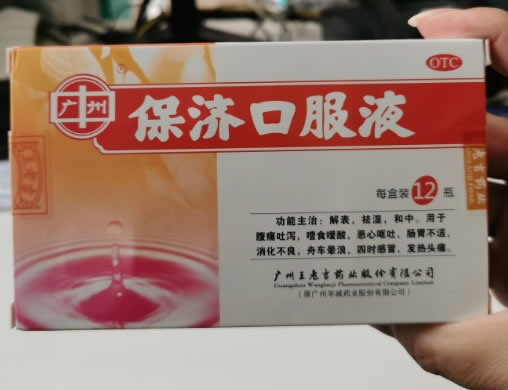 OTC
广州
保济口服液
每盒装12瓶
功能主治：解表，祛湿，和中。用于
腹痛吐泻，噎食嗳酸，恶心呕吐，肠胃不适，
消化不良，舟车晕浪，四时感冒，发热头痛。
广州王老吉药业股份有限公司
Guangzhou Wanglaoji Pharmaceutical Company Limited
（原广州羊城药业股份有限公司）
老吉药业